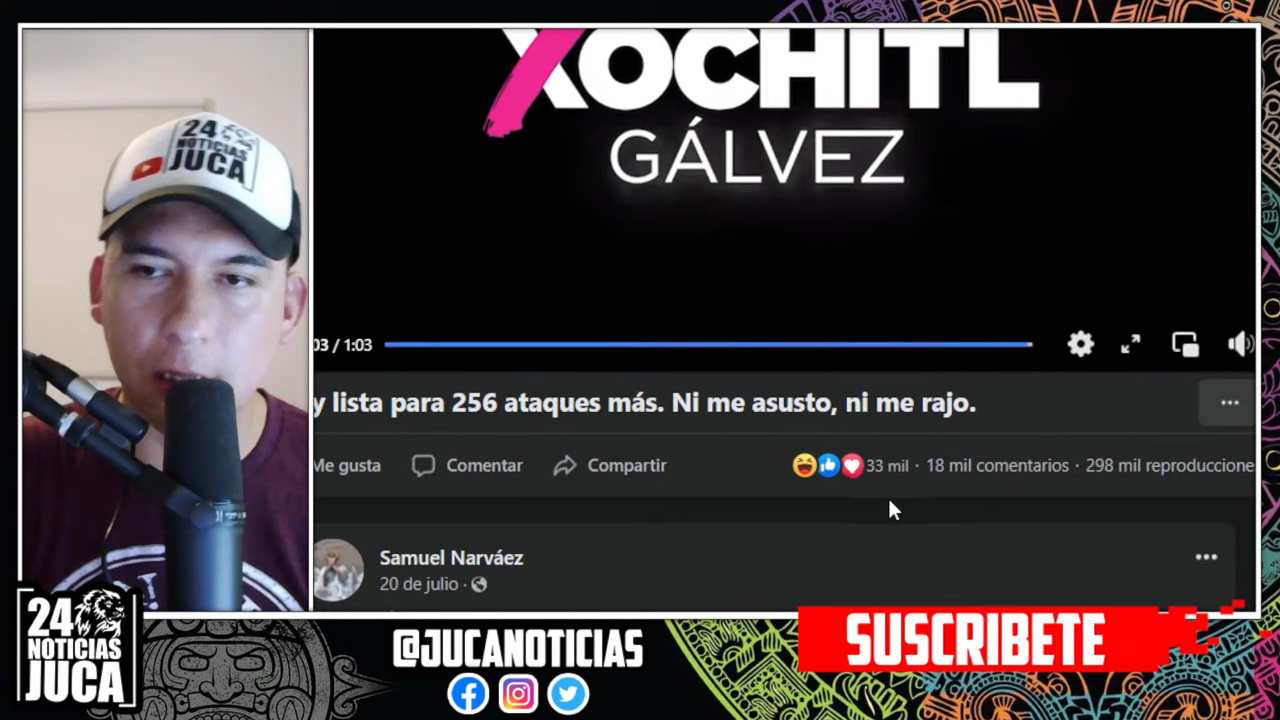 XOCHITL
GÁLVEZ
24
NOTICIAS
JUCA
03 / 1:03
y lista para 256 ataques más. Ni me asusto, ni me rajo.
Me gusta
Comentar
Compartir
33 mil · 18 mil comentarios · 298 mil reproduccione
Samuel Narváez
20 de julio ·
24
NOTICIAS
JUCA
@JUCANOTICIAS
SUSCRIBETE